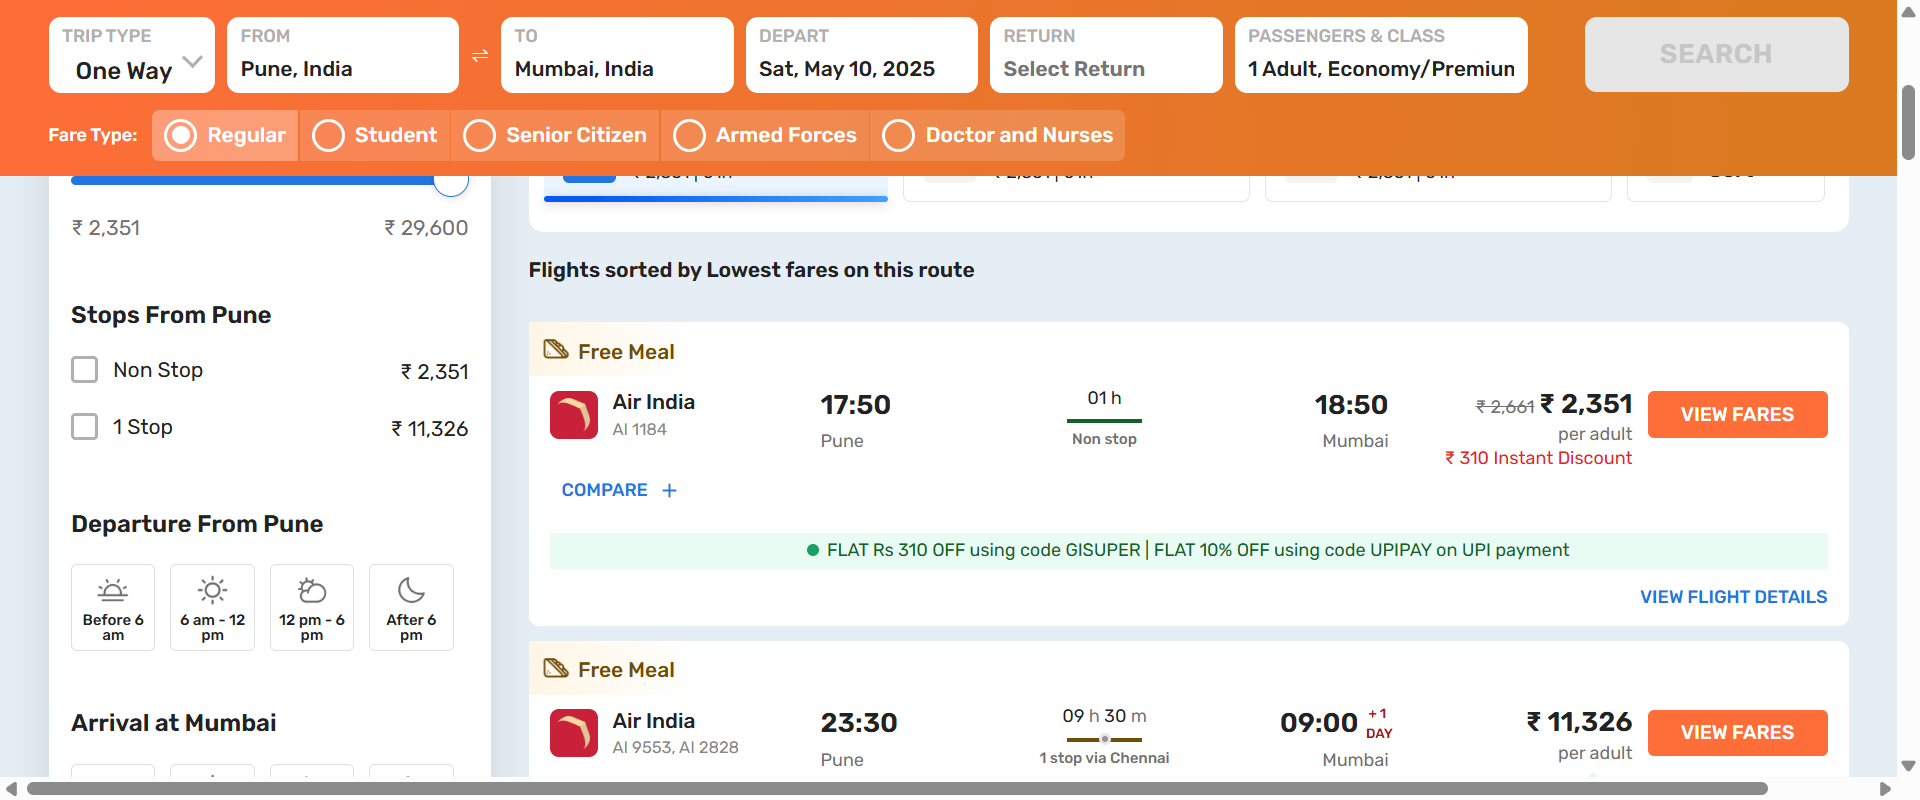 TRIP TYPE
One Way
FROM
Pune, India
TO
Mumbai, India
DEPART
Sat, May 10, 2025
RETURN
Select Return
PASSENGERS & CLASS
1 Adult, Economy/Premiun
SEARCH
Fare Type:
Regular
Student
Senior Citizen
Armed Forces
Doctor and Nurses
₹ 2,351
₹ 29,600
Stops From Pune
Non Stop ₹ 2,351
1 Stop ₹ 11,326
Departure From Pune
Before 6 am
6 am - 12 pm
12 pm - 6 pm
After 6 pm
Arrival at Mumbai
Flights sorted by Lowest fares on this route
Free Meal
Air India
AI 1184
17:50
Pune
01 h
Non stop
18:50
Mumbai
₹ 2,661 ₹ 2,351
per adult
₹ 310 Instant Discount
VIEW FARES
COMPARE +
FLAT Rs 310 OFF using code GISUPER | FLAT 10% OFF using code UPIPAY on UPI payment
VIEW FLIGHT DETAILS
Free Meal
Air India
AI 9553, AI 2828
23:30
Pune
09 h 30 m
1 stop via Chennai
09:00
+1 DAY
Mumbai
₹ 11,326
per adult
VIEW FARES